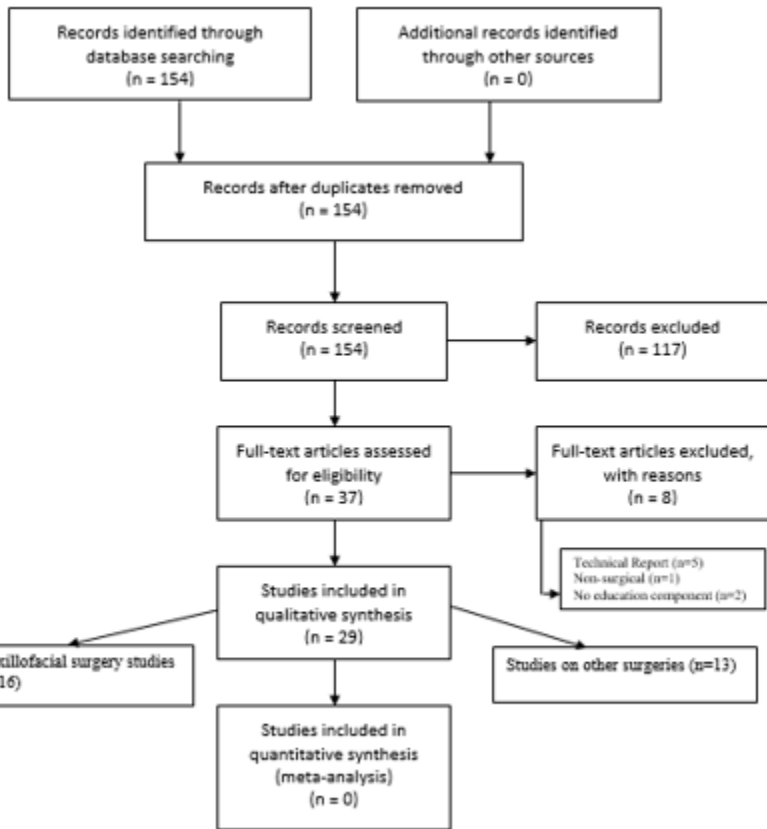 Records identified through
database searching
(n = 154)
Additional records identified
through other sources
(n = 0)
Records after duplicates removed
(n = 154)
Records screened
(n = 154)
Records excluded
(n = 117)
Full-text articles assessed
for eligibility
(n = 37)
Full-text articles excluded,
with reasons
(n = 8)
Technical Report (n=5)
Non-surgical (n=1)
No education component (n=2)
Studies included in
qualitative synthesis
(n = 29)
killofacial surgery studies
16)
Studies on other surgeries (n=13)
Studies included in
quantitative synthesis
(meta-analysis)
(n = 0)